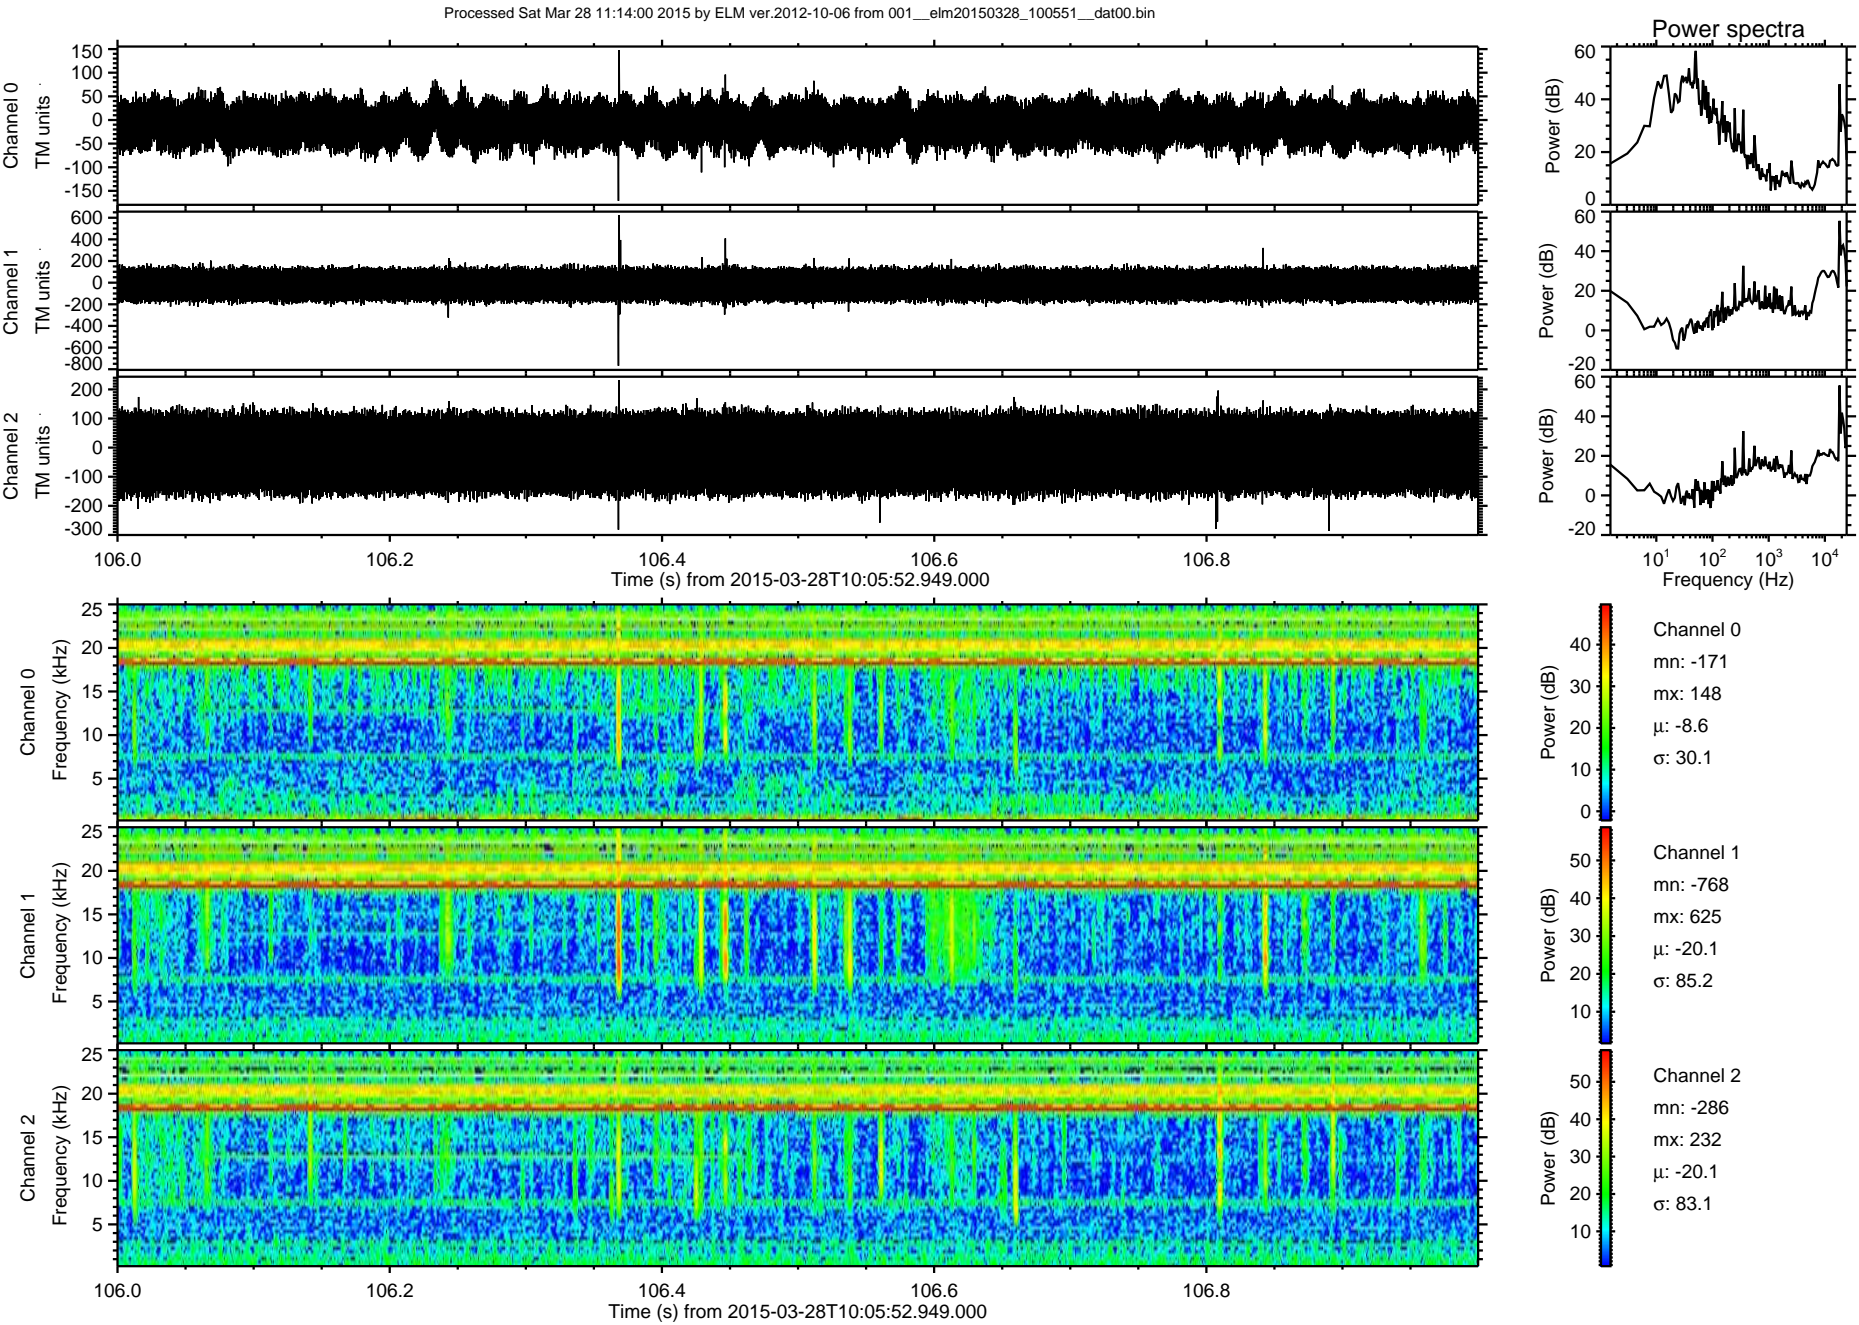 Processed Sat Mar 28 11:14:00 2015 by ELM ver.2012-10-06 from 001__elm20150328_100551__dat00.bin
Power spectra
Channel 0
TM units
150
100
50
0
-50
-100
-150
Power (dB)
60
40
20
0
Channel 1
TM units
600
400
200
0
-200
-400
-600
-800
Power (dB)
60
40
20
0
-20
Channel 2
TM units
200
100
0
-100
-200
-300
Power (dB)
60
40
20
0
-20
106.0 106.2 106.4 106.6 106.8
Time (s) from 2015-03-28T10:05:52.949.000
10^1 10^2 10^3 10^4
Frequency (Hz)
Channel 0
Frequency (kHz)
25
20
15
10
5
Power (dB)
40
30
20
10
0
Channel 0
mn: -171
mx: 148
μ: -8.6
σ: 30.1
Channel 1
Frequency (kHz)
25
20
15
10
5
Power (dB)
50
40
30
20
10
Channel 1
mn: -768
mx: 625
μ: -20.1
σ: 85.2
Channel 2
Frequency (kHz)
25
20
15
10
5
Power (dB)
50
40
30
20
10
Channel 2
mn: -286
mx: 232
μ: -20.1
σ: 83.1
106.0 106.2 106.4 106.6 106.8
Time (s) from 2015-03-28T10:05:52.949.000